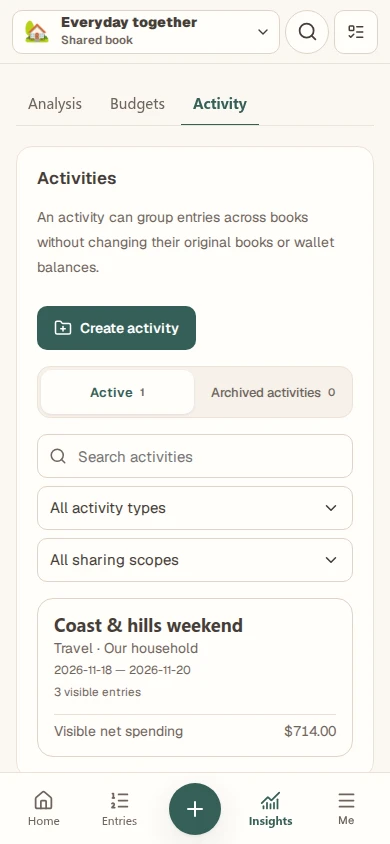 Everyday together
Shared book
Analysis
Budgets
Activity
Activities
An activity can group entries across books
without changing their original books or wallet
balances.
Create activity
Active 1
Archived activities 0
Search activities
All activity types
All sharing scopes
Coast & hills weekend
Travel · Our household
2026-11-18 — 2026-11-20
3 visible entries
Visible net spending $714.00
Home
Entries
Insights
Me